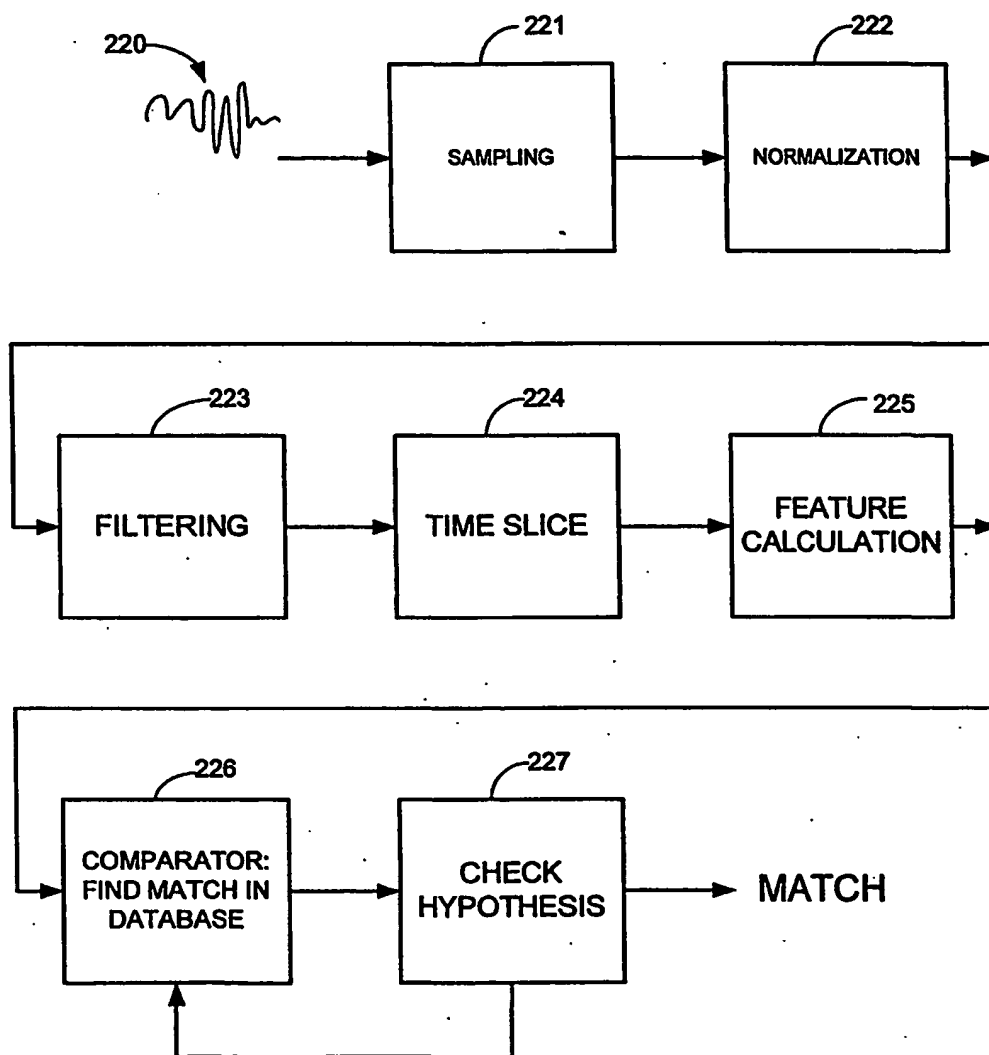 220
221
222
SAMPLING
NORMALIZATION
223
224
225
FILTERING
TIME SLICE
FEATURE
CALCULATION
226
227
COMPARATOR:
FIND MATCH IN
DATABASE
CHECK
HYPOTHESIS
MATCH